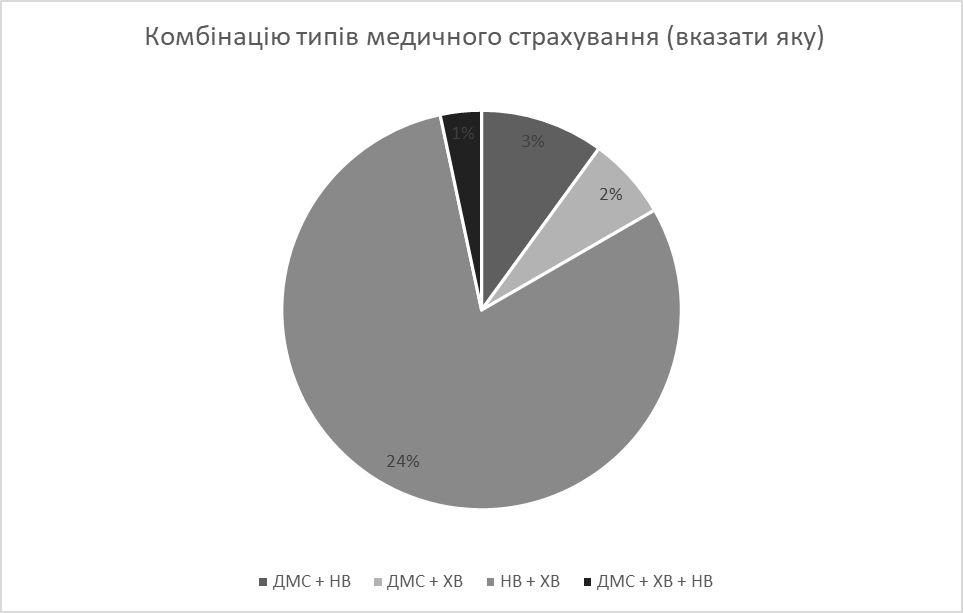 Комбінацію типів медичного страхування (вказати яку)
1%
3%
2%
24%
ДМС + НВ ДМС + ХВ НВ + ХВ ДМС + ХВ + НВ